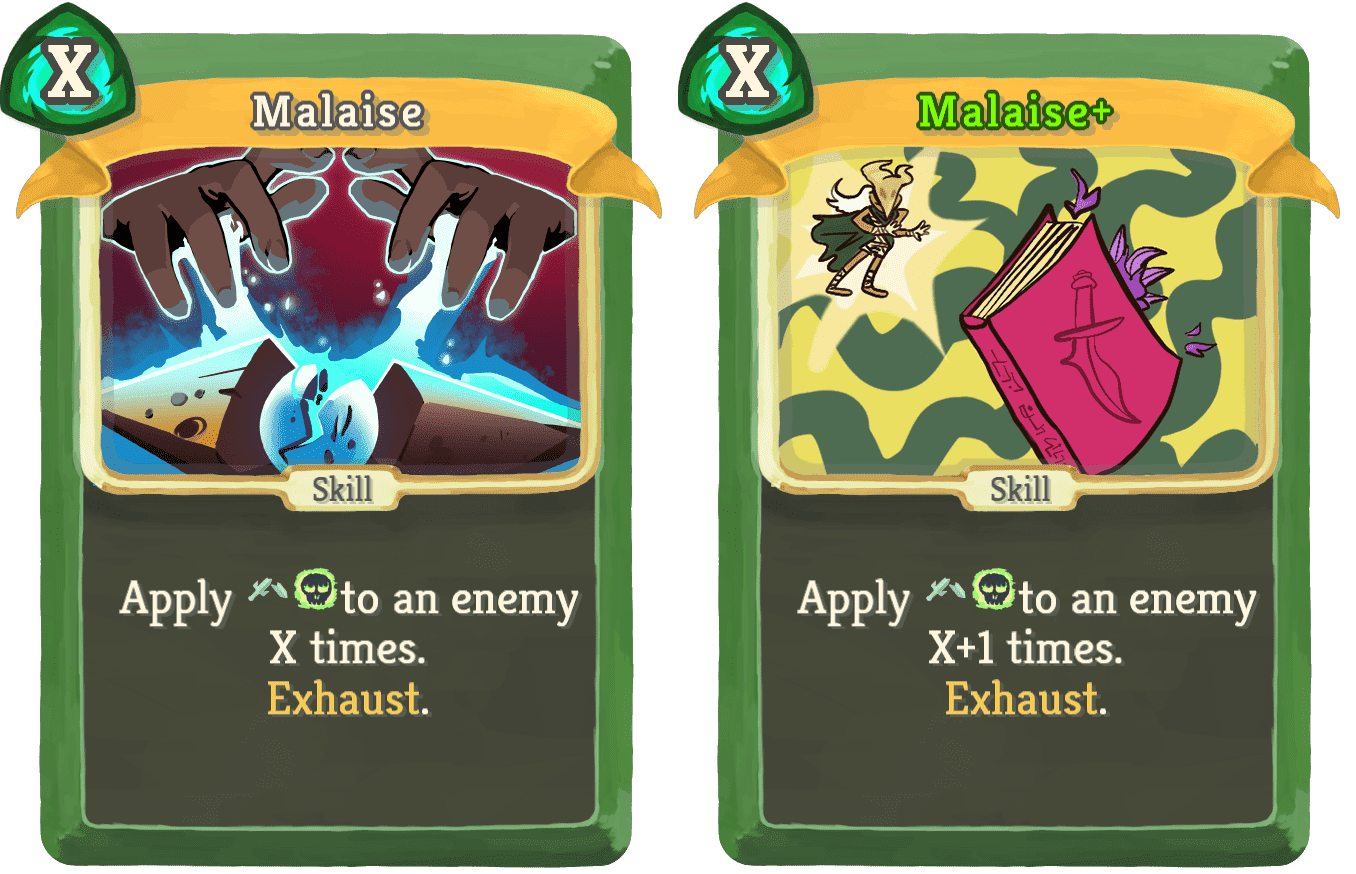 X
Malaise
Skill
Apply to an enemy
X times.
Exhaust.
X
Malaise+
Skill
Apply to an enemy
X+1 times.
Exhaust.